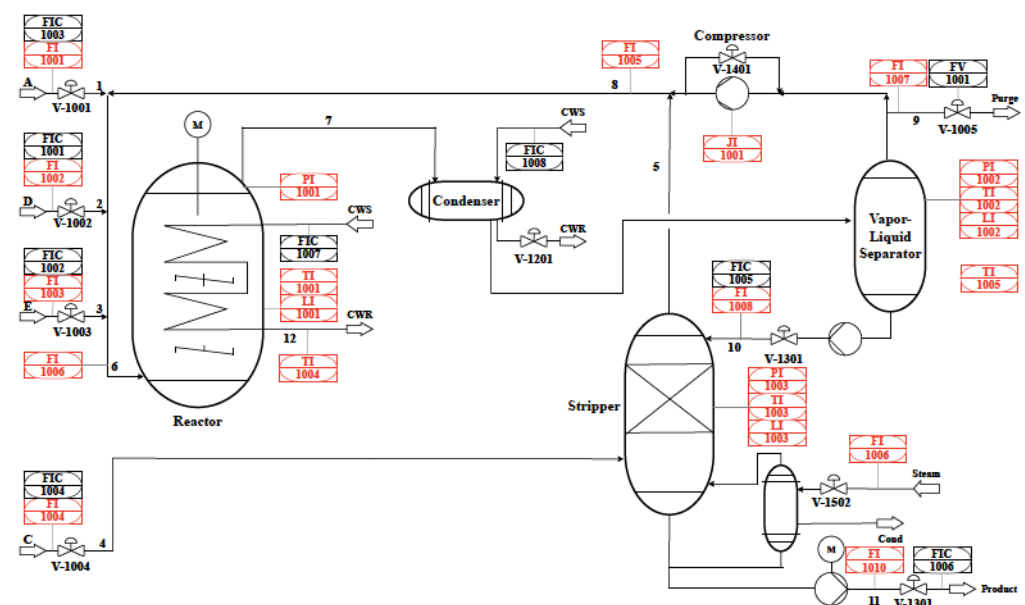 FIC
1003
FI
1001
A
1
V-1001
FIC
1001
FI
1002
D
2
V-1002
FIC
1002
FI
1003
E
3
V-1003
FI
1006
6
FIC
1004
FI
1004
C
4
V-1004
M
7
PI
1001
CWS
FIC
1007
TI
1001
LI
1001
CWR
12
TI
1004
Reactor
CWS
FIC
1008
Condenser
CWR
V-1201
FI
1005
8
Compressor
V-1401
JI
1001
5
FI
1007
FV
1001
Purge
9
V-1005
PI
1002
TI
1002
LI
1002
Vapor-
Liquid
Separator
TI
1005
FIC
1005
FI
1008
10
V-1301
Stripper
PI
1003
TI
1003
LI
1003
FI
1006
Steam
V-1502
Cond
M
FI
1010
FIC
1006
Product
11
V-1301